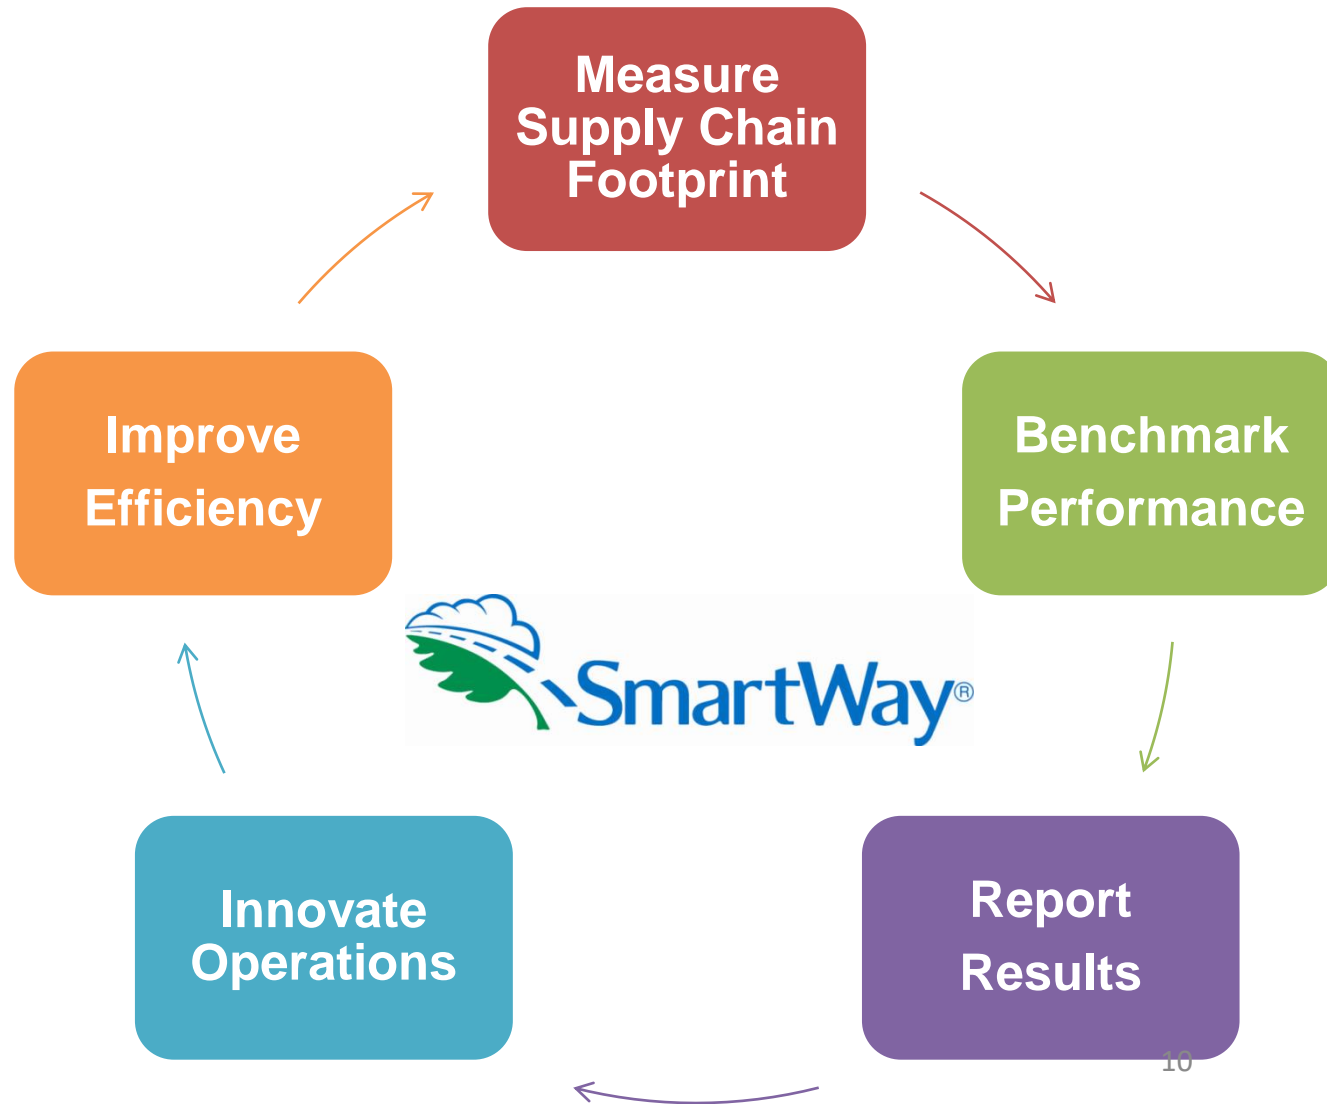 Measure
Supply Chain
Footprint
Improve
Efficiency
Benchmark
Performance
SmartWay®
Innovate
Operations
Report
Results
10